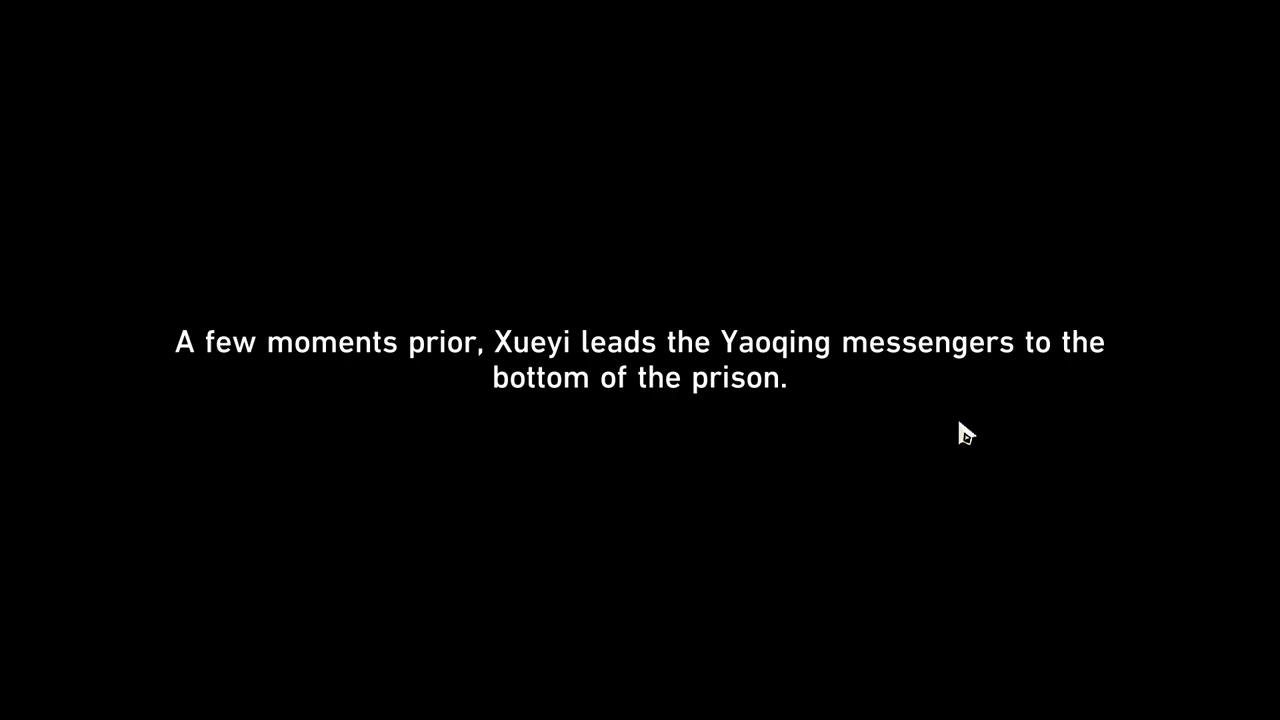 A few moments prior, Xueyi leads the Yaoqing messengers to the
bottom of the prison.